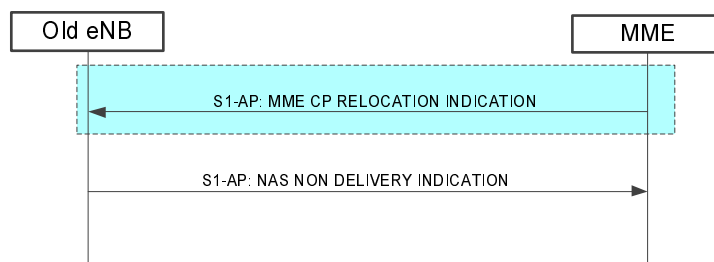 Old eNB
MME
S1-AP: MME CP RELOCATION INDICATION
S1-AP: NAS NON DELIVERY INDICATION